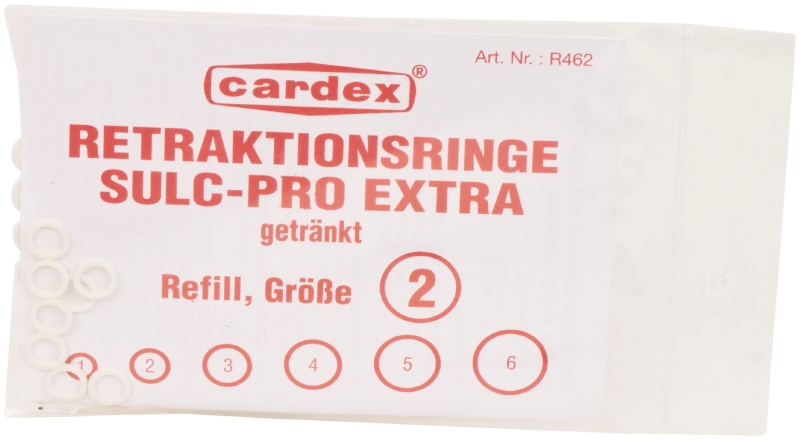 Art. Nr. : R462
cardex®
RETRAKTIONSRINGE
SULC-PRO EXTRA
getränkt
Refill, Größe 2
1 2 3 4 5 6